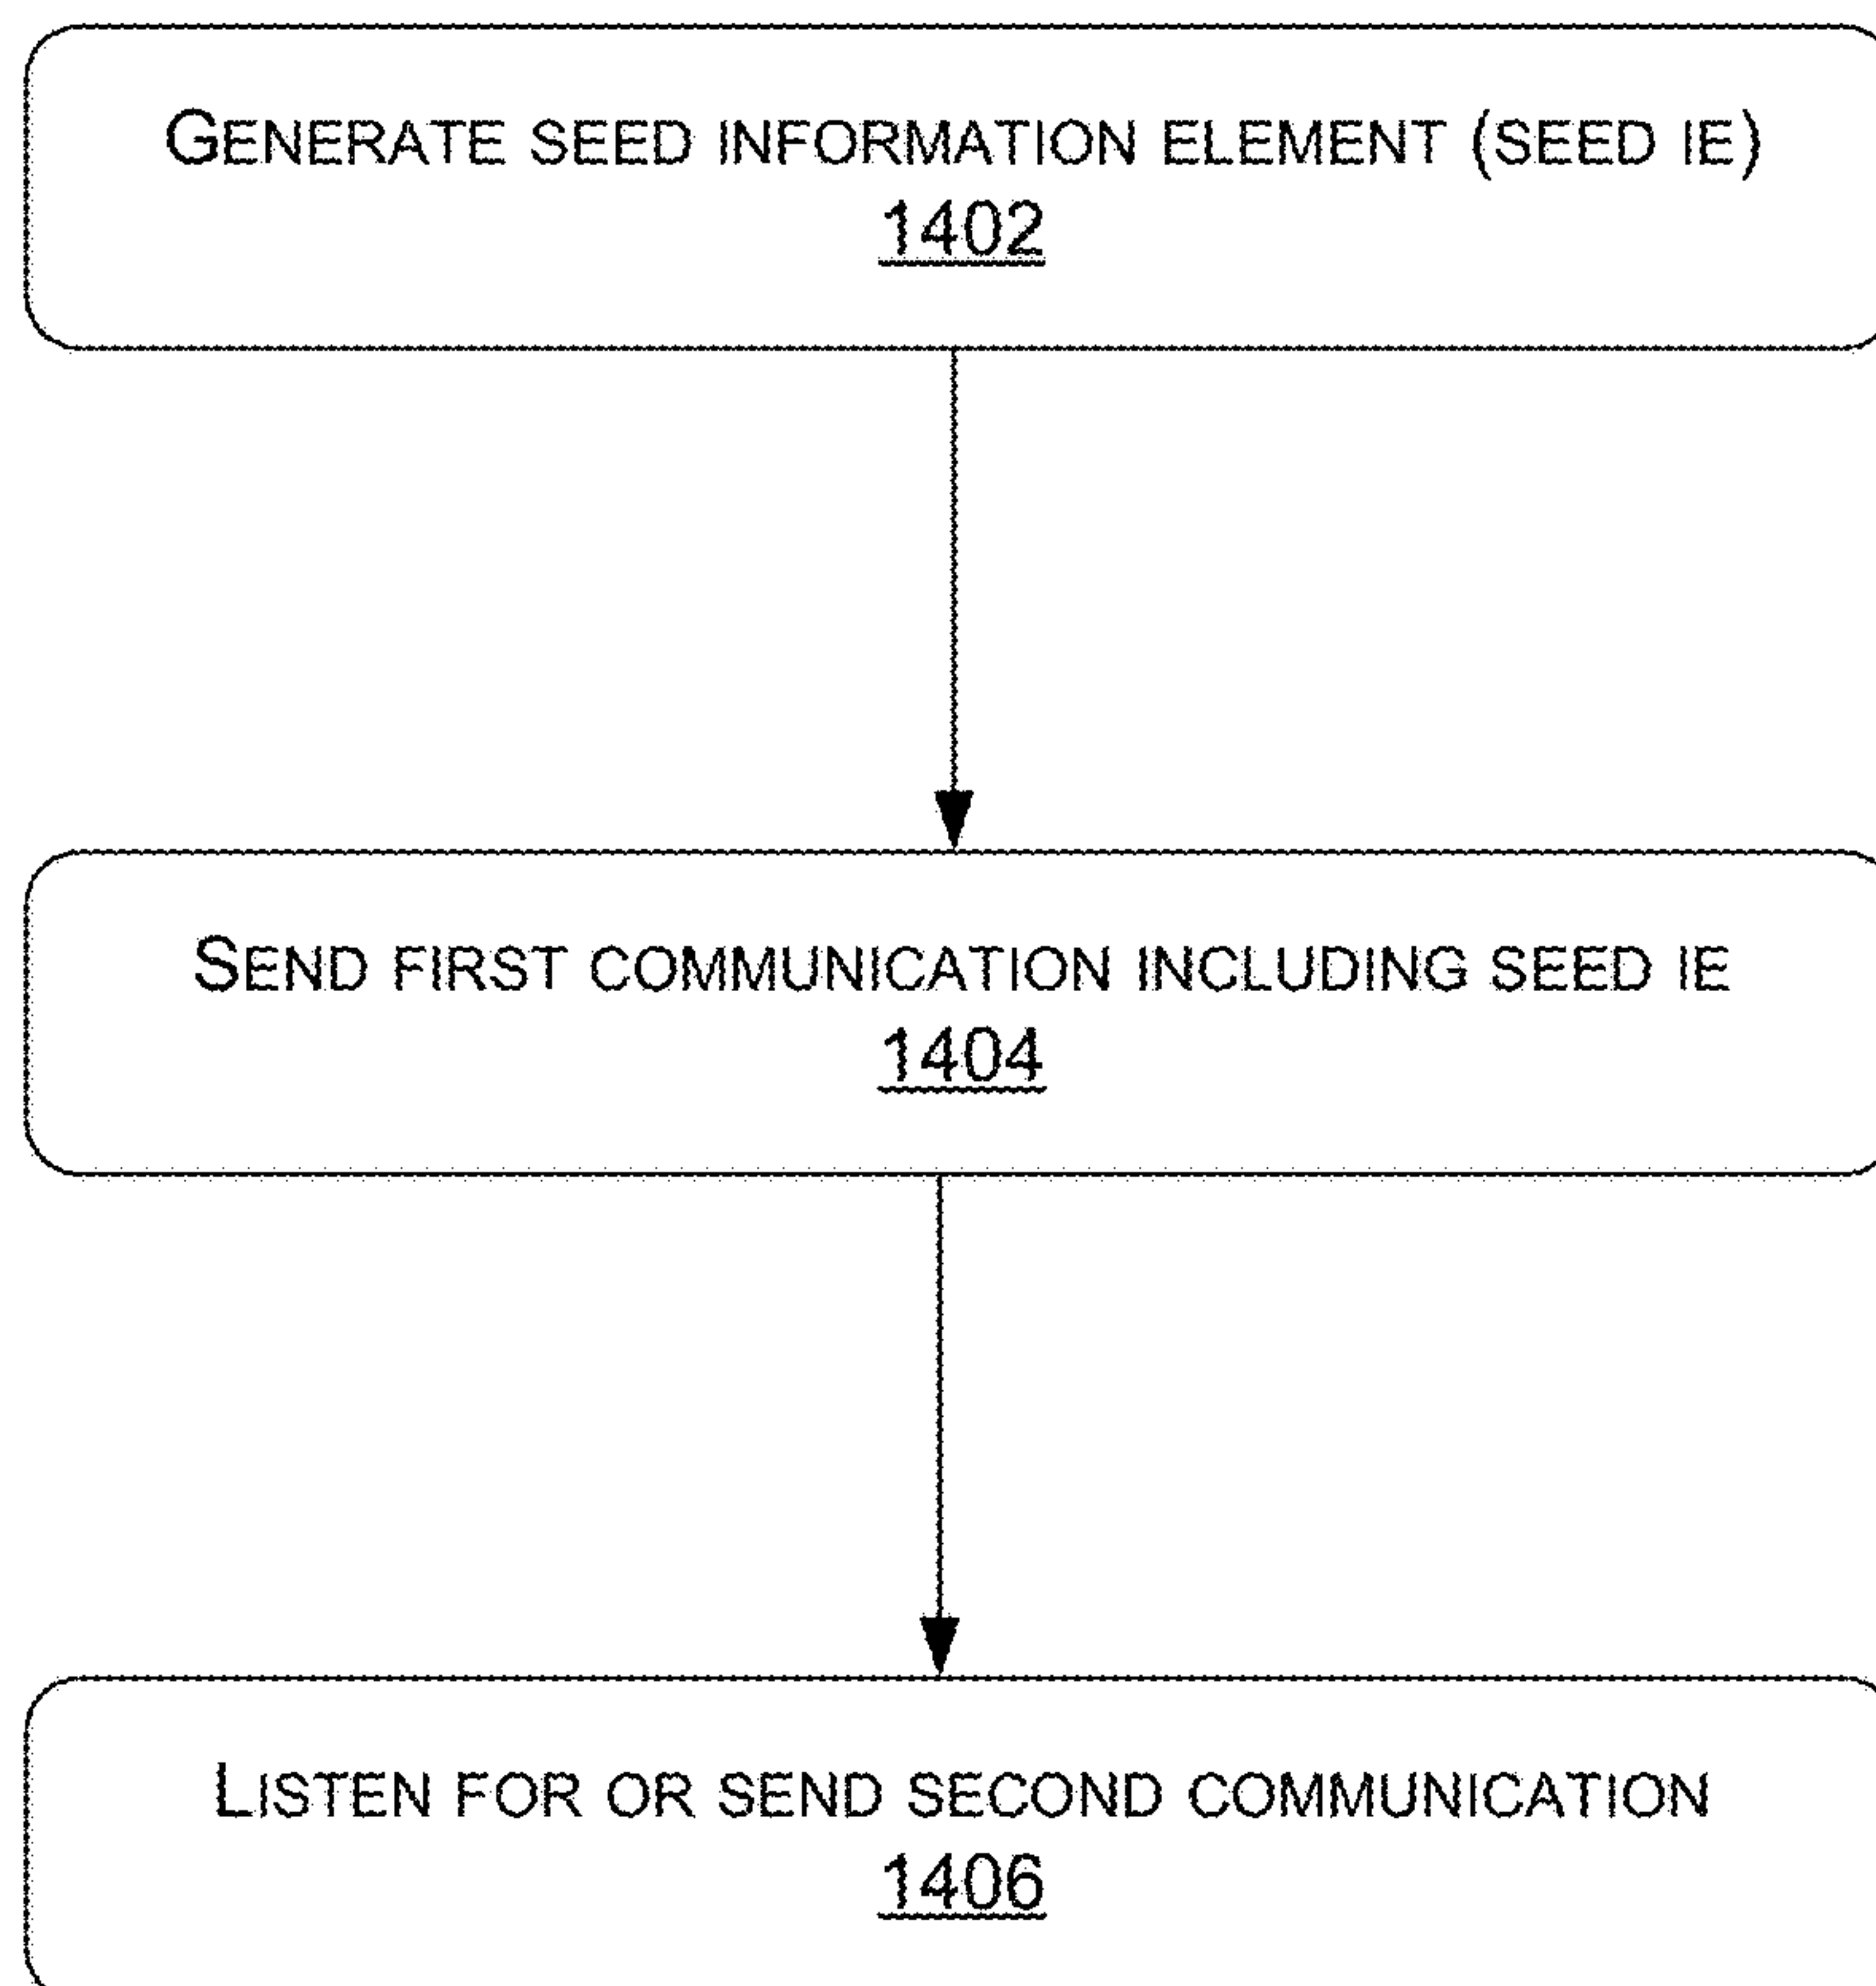 GENERATE SEED INFORMATION ELEMENT (SEED IE)
1402
SEND FIRST COMMUNICATION INCLUDING SEED IE
1404
LISTEN FOR OR SEND SECOND COMMUNICATION
1406